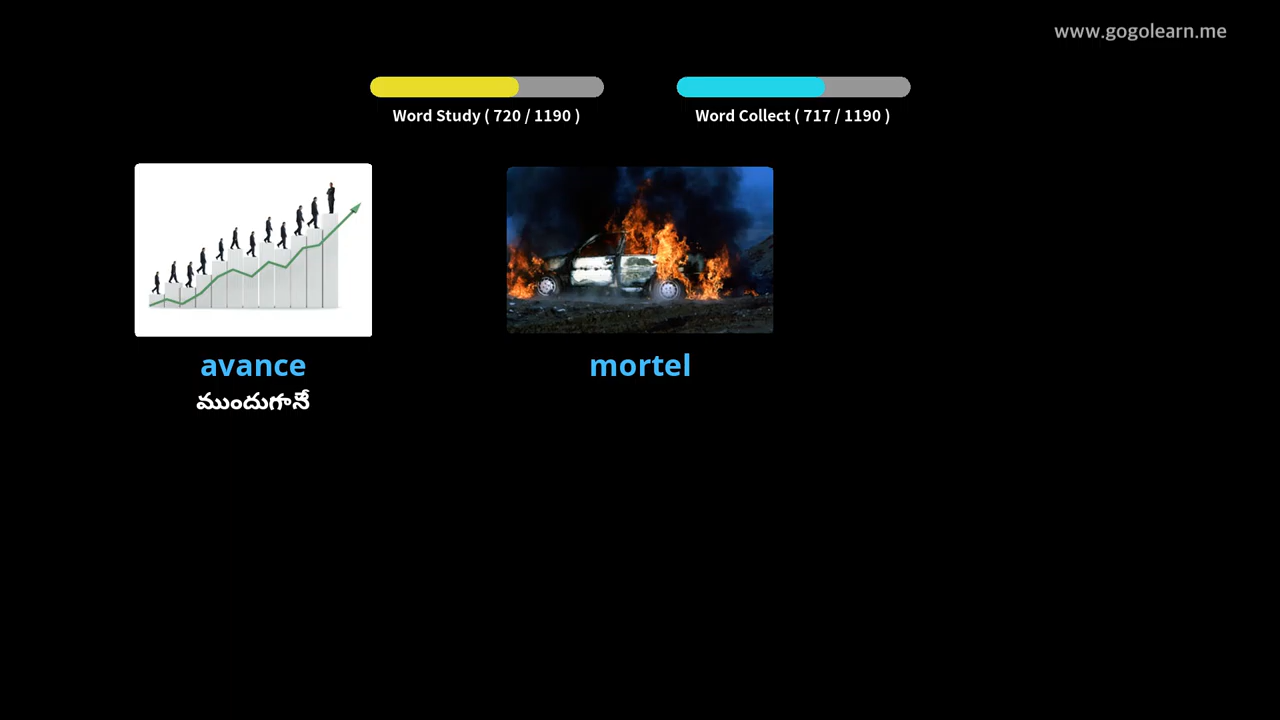 www.gogolearn.me
Word Study ( 720 / 1190 )
Word Collect ( 717 / 1190 )
avance
ముందుగానే
mortel